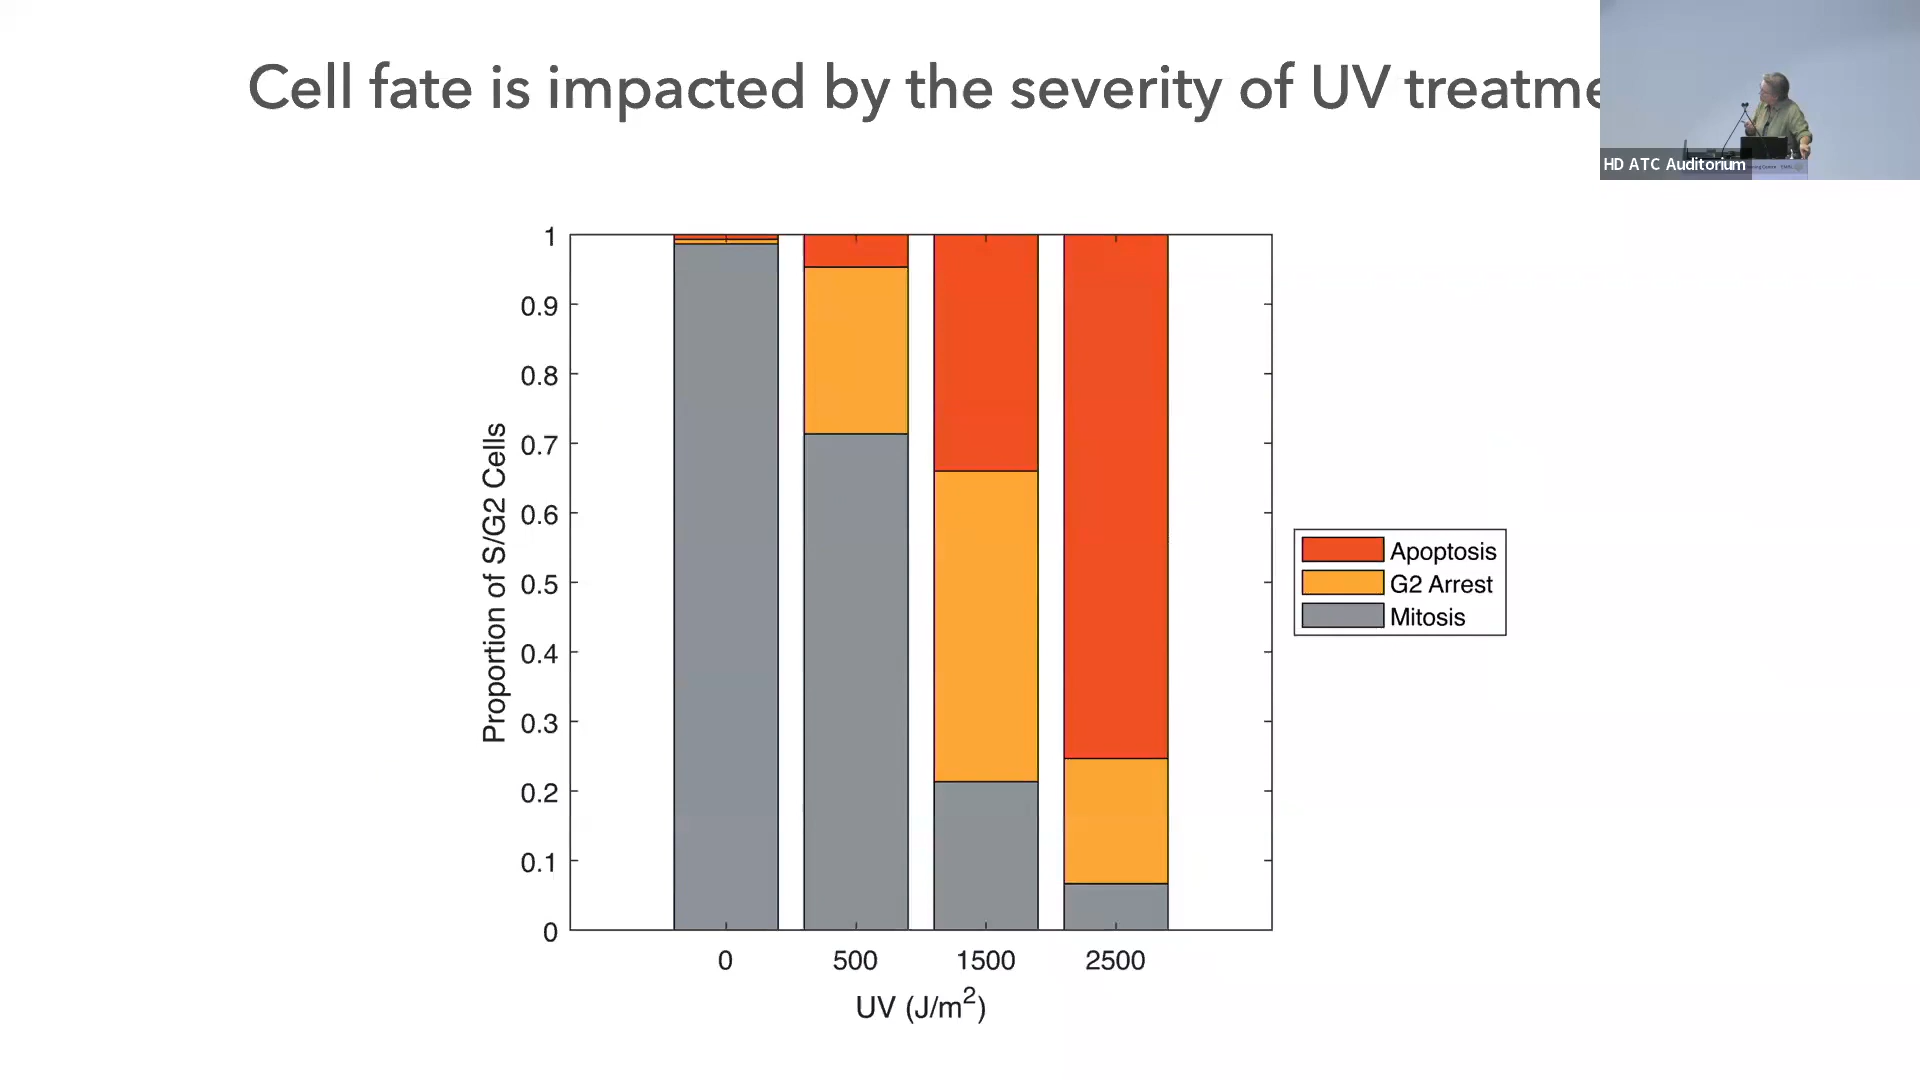 Cell fate is impacted by the severity of UV treatme
HD ATC Auditorium
1
0.9
0.8
0.7
0.6
0.5
0.4
0.3
0.2
0.1
0
Proportion of S/G2 Cells
0 500 1500 2500
UV (J/m²)
Apoptosis
G2 Arrest
Mitosis